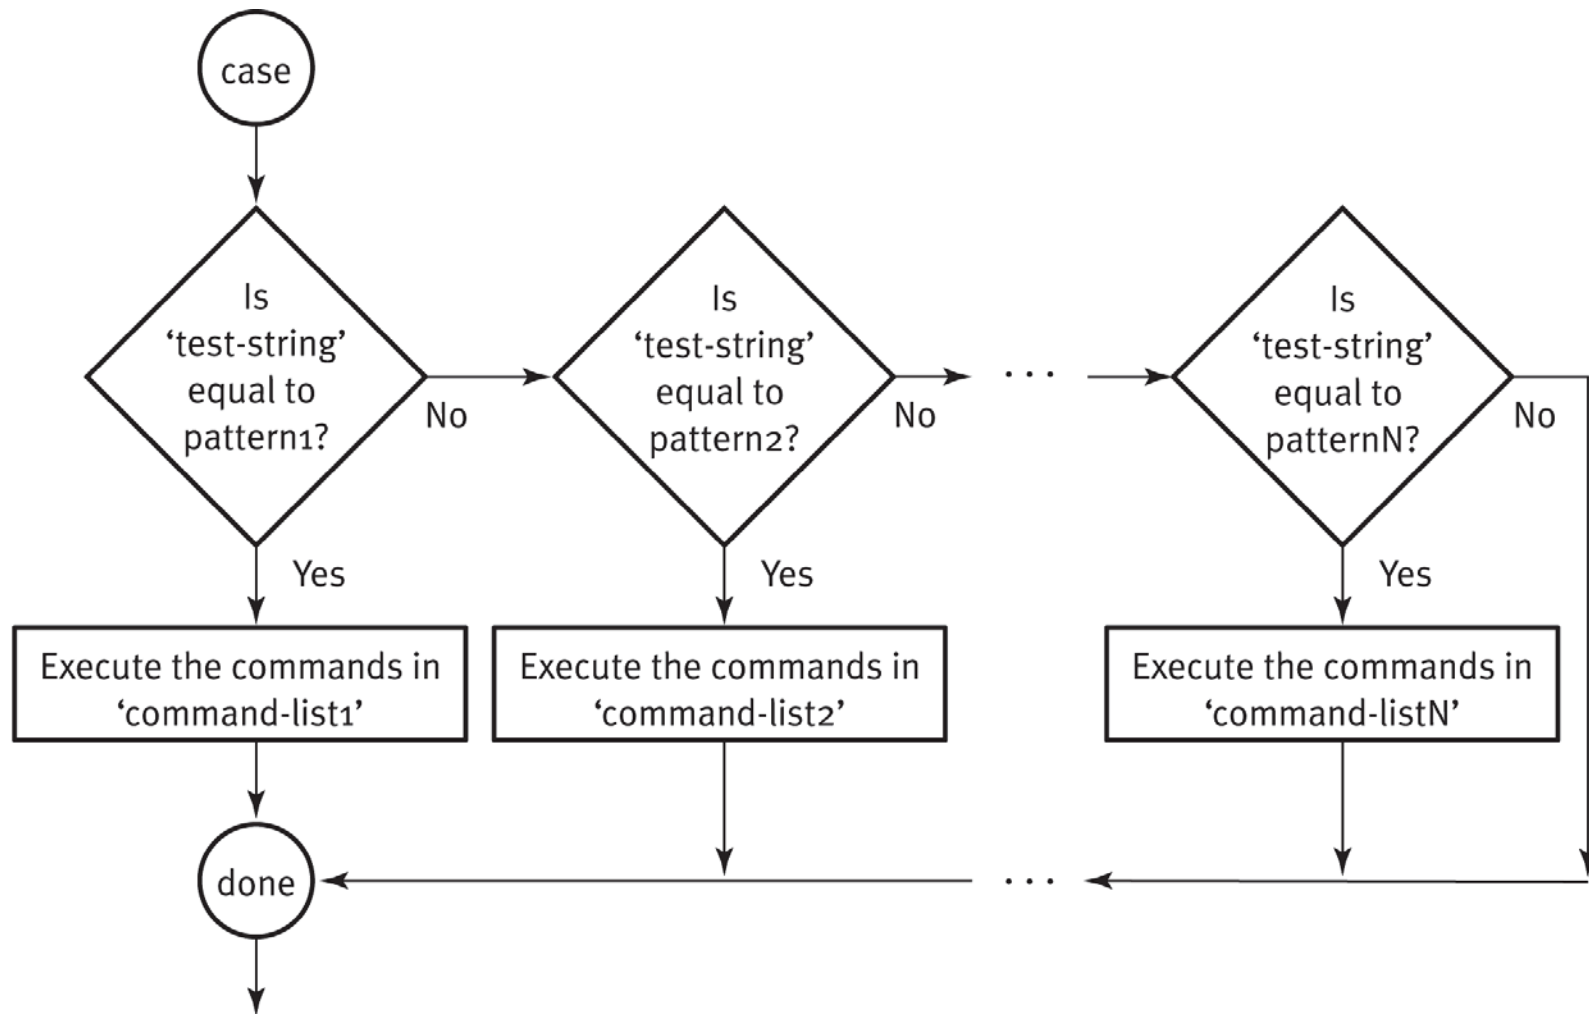 case
Is
‘test-string’
equal to
pattern1?
No
Is
‘test-string’
equal to
pattern2?
No
...
Is
‘test-string’
equal to
patternN?
No
Yes
Yes
Yes
Execute the commands in
‘command-list1’
Execute the commands in
‘command-list2’
Execute the commands in
‘command-listN’
done
...